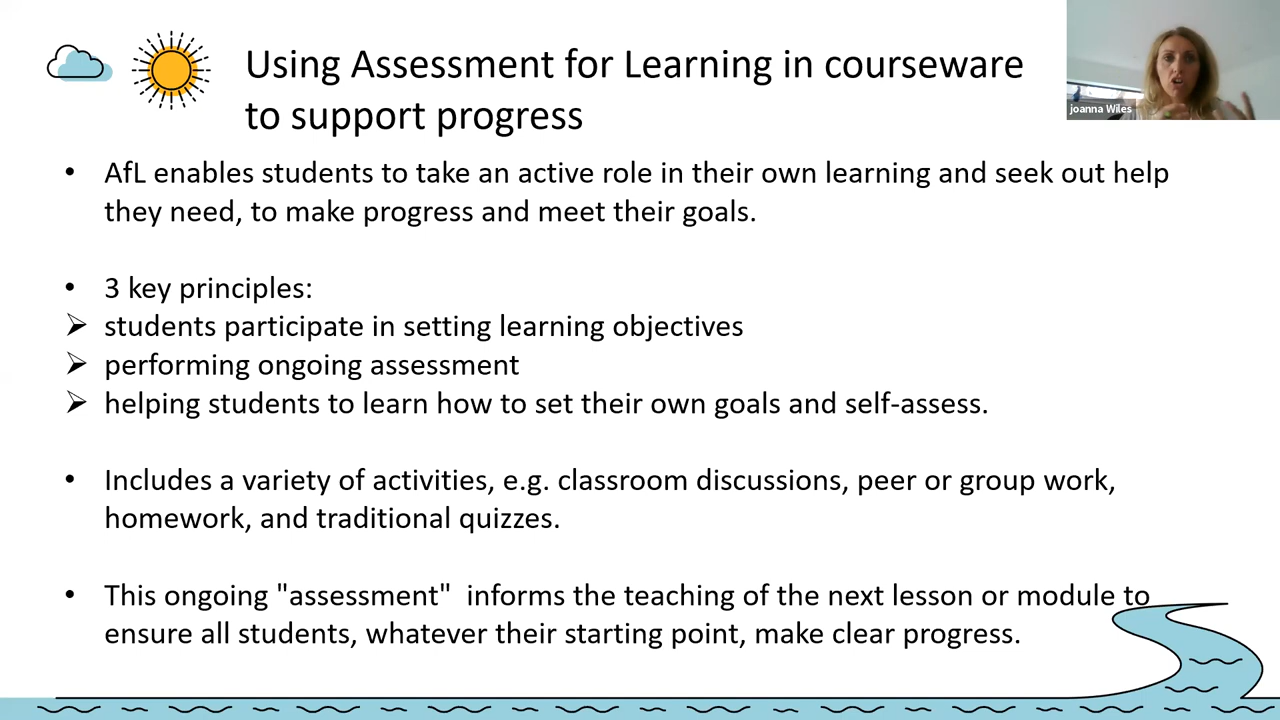 Using Assessment for Learning in courseware
to support progress
joanna Wiles
• AfL enables students to take an active role in their own learning and seek out help
they need, to make progress and meet their goals.
• 3 key principles:
➢ students participate in setting learning objectives
➢ performing ongoing assessment
➢ helping students to learn how to set their own goals and self-assess.
• Includes a variety of activities, e.g. classroom discussions, peer or group work,
homework, and traditional quizzes.
• This ongoing "assessment"  informs the teaching of the next lesson or module to
ensure all students, whatever their starting point, make clear progress.